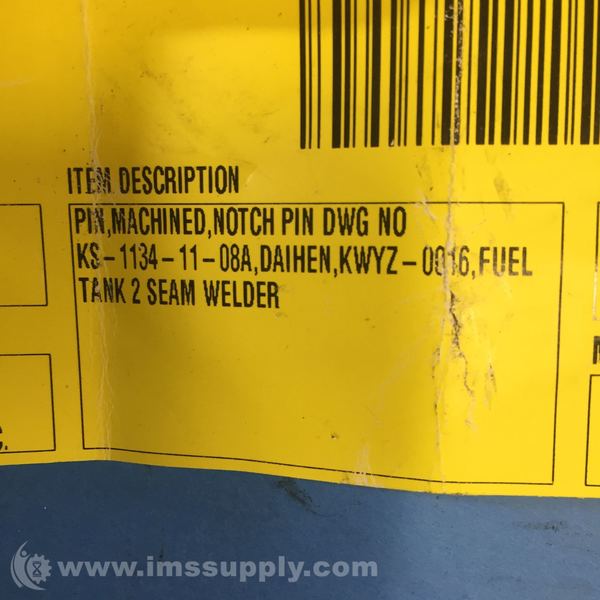 ITEM DESCRIPTION
PIN,MACHINED,NOTCH PIN DWG NO
KS-1134-11-08A,DAIHEN,KWYZ-0016,FUEL
TANK 2 SEAM WELDER
www.imssupply.com